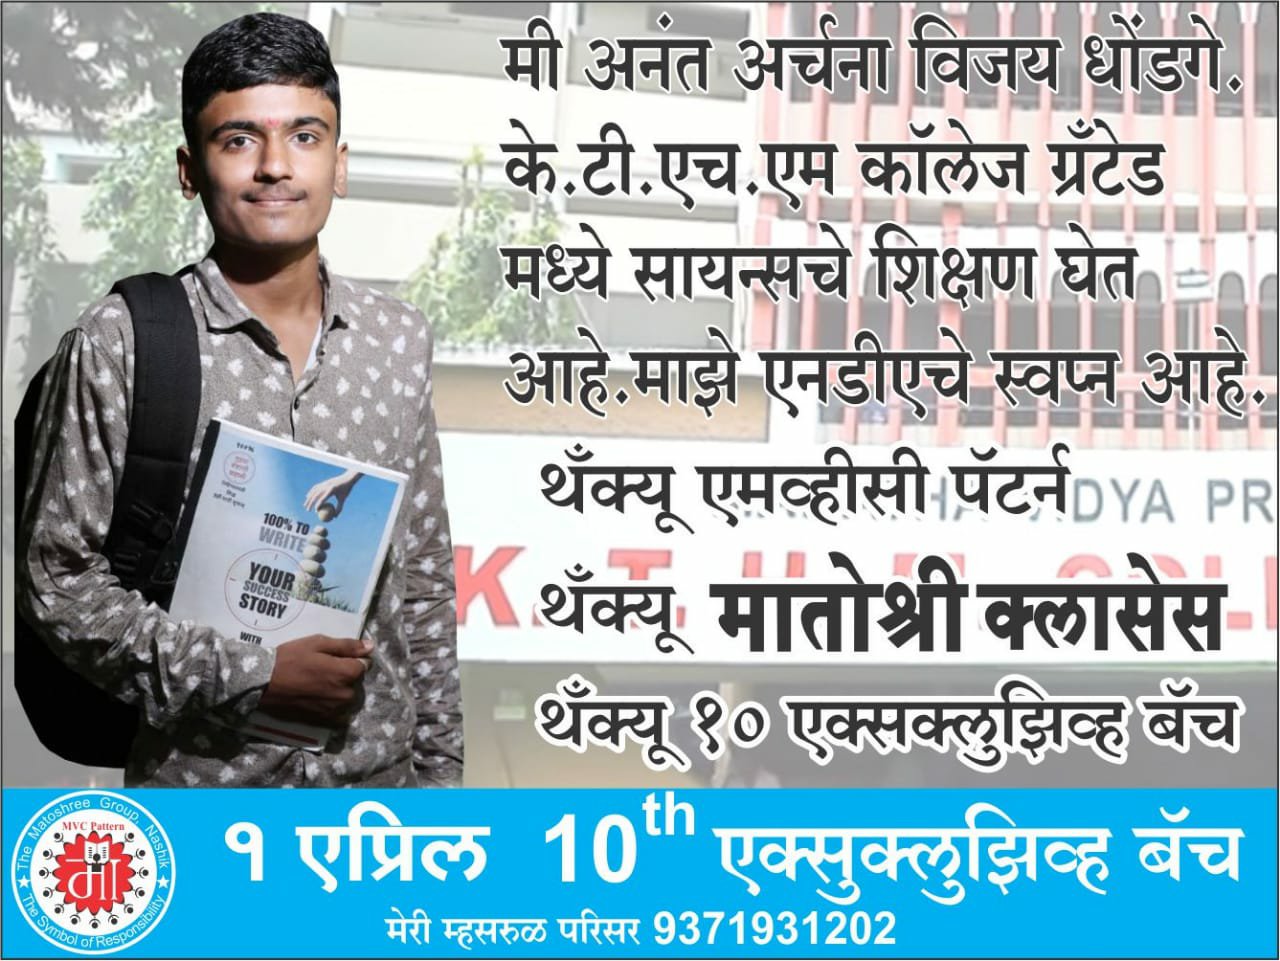 मी अनंत अर्चना विजय धोंडगे.
के.टी.एच.एम कॉलेज ग्रँटेड
मध्ये सायन्सचे शिक्षण घेत
आहे.माझे एनडीएचे स्वप्न आहे.
थँक्यू एमव्हीसी पॅटर्न
थँक्यू मातोश्री क्लासेस
थँक्यू १० एक्सक्लुझिव्ह बॅच
100% TO
WRITE
YOUR
SUCCESS
STORY
WITH
The Matoshree Group, Nashik
MVC Pattern
माँ
The Symbol of Responsibility
१ एप्रिल 10th एक्सुक्लुझिव्ह बॅच
मेरी म्हसरुळ परिसर 9371931202